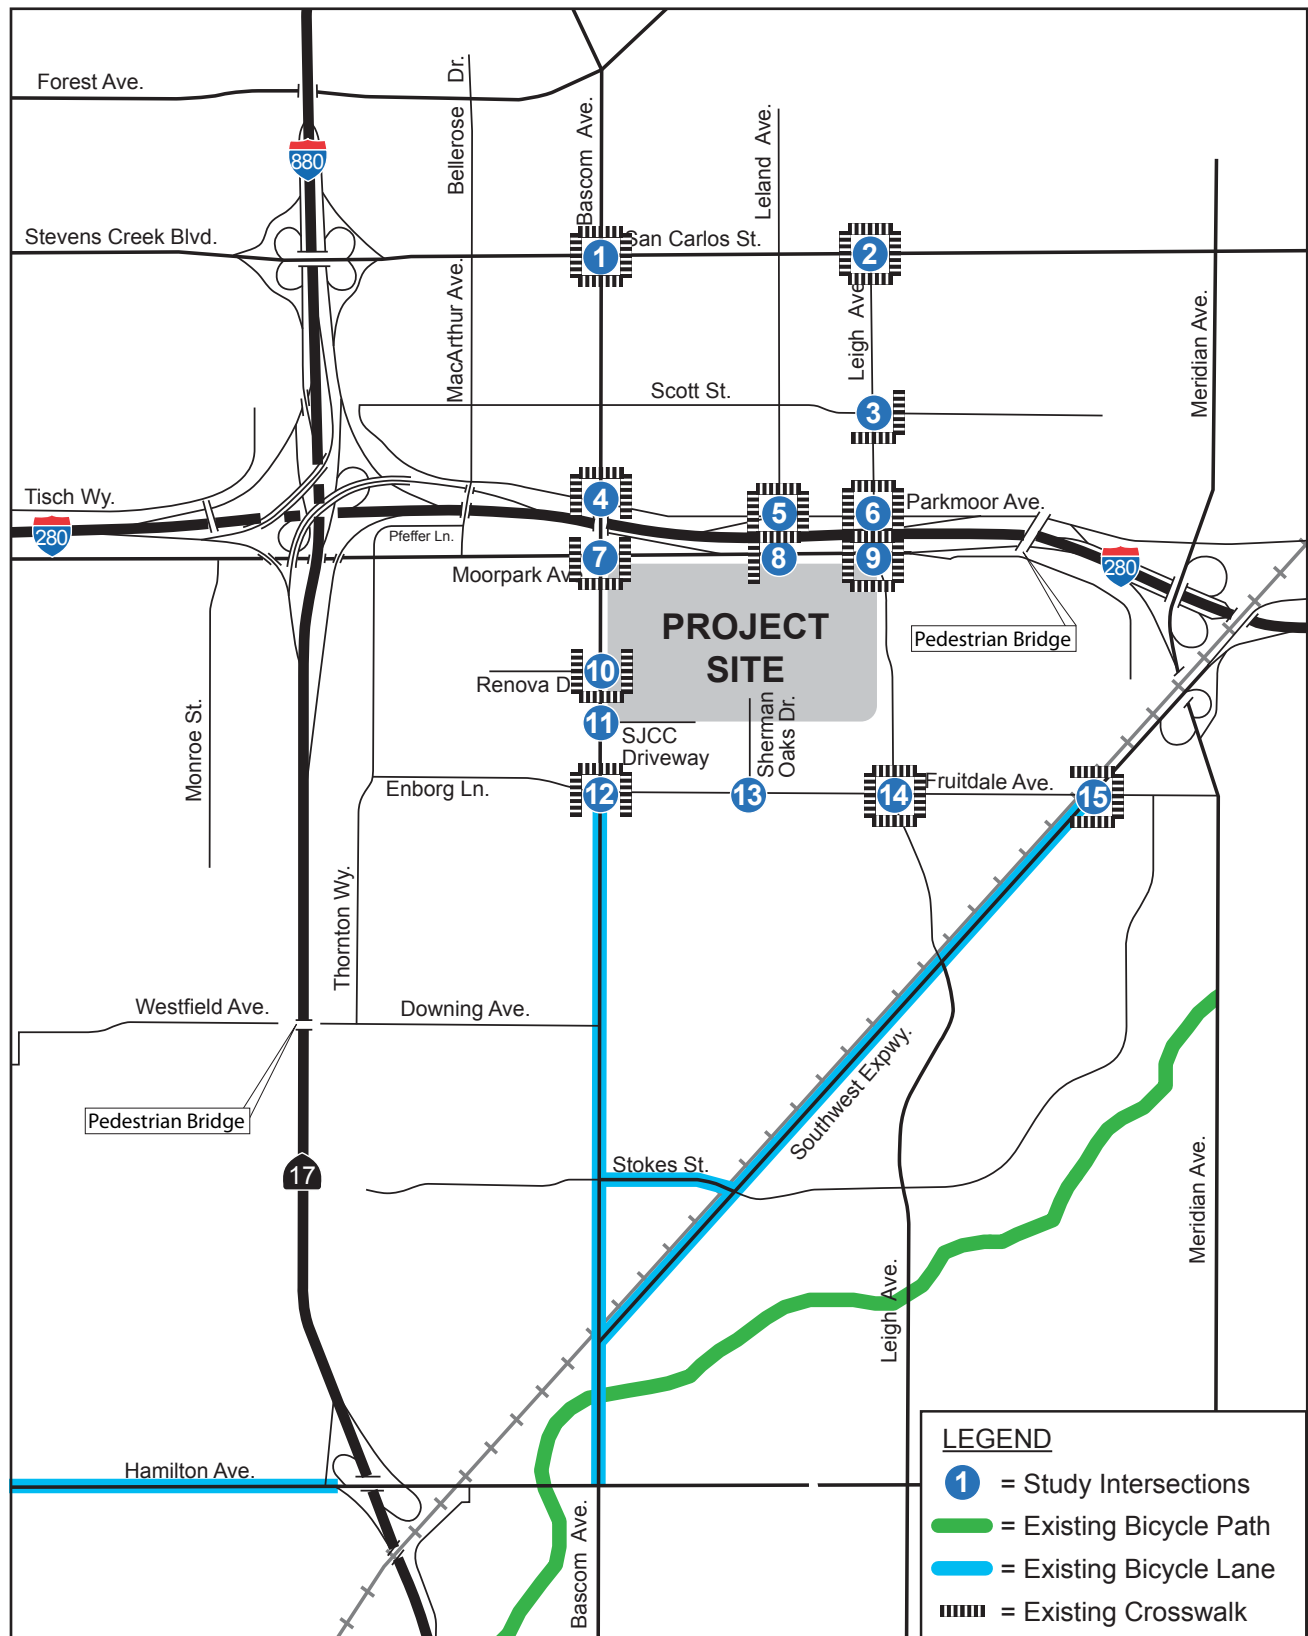 Forest Ave.
Bellerose Dr.
Bascom Ave.
Leland Ave.
880
Stevens Creek Blvd.
San Carlos St.
1
2
MacArthur Ave.
Leigh Ave
Meridian Ave.
Scott St.
3
Tisch Wy.
4
5
6
Parkmoor Ave.
280
Pfeffer Ln.
7
8
9
280
Moorpark Av
PROJECT
SITE
Pedestrian Bridge
Renova D
10
11
SJCC
Driveway
Sherman
Oaks Dr.
Monroe St.
Enborg Ln.
12
13
14
Fruitdale Ave.
15
Thornton Wy.
Westfield Ave.
Downing Ave.
Southwest Expwy.
Pedestrian Bridge
17
Stokes St.
Meridian Ave.
Leigh Ave.
Hamilton Ave.
Bascom Ave.
LEGEND
1 = Study Intersections
= Existing Bicycle Path
= Existing Bicycle Lane
= Existing Crosswalk